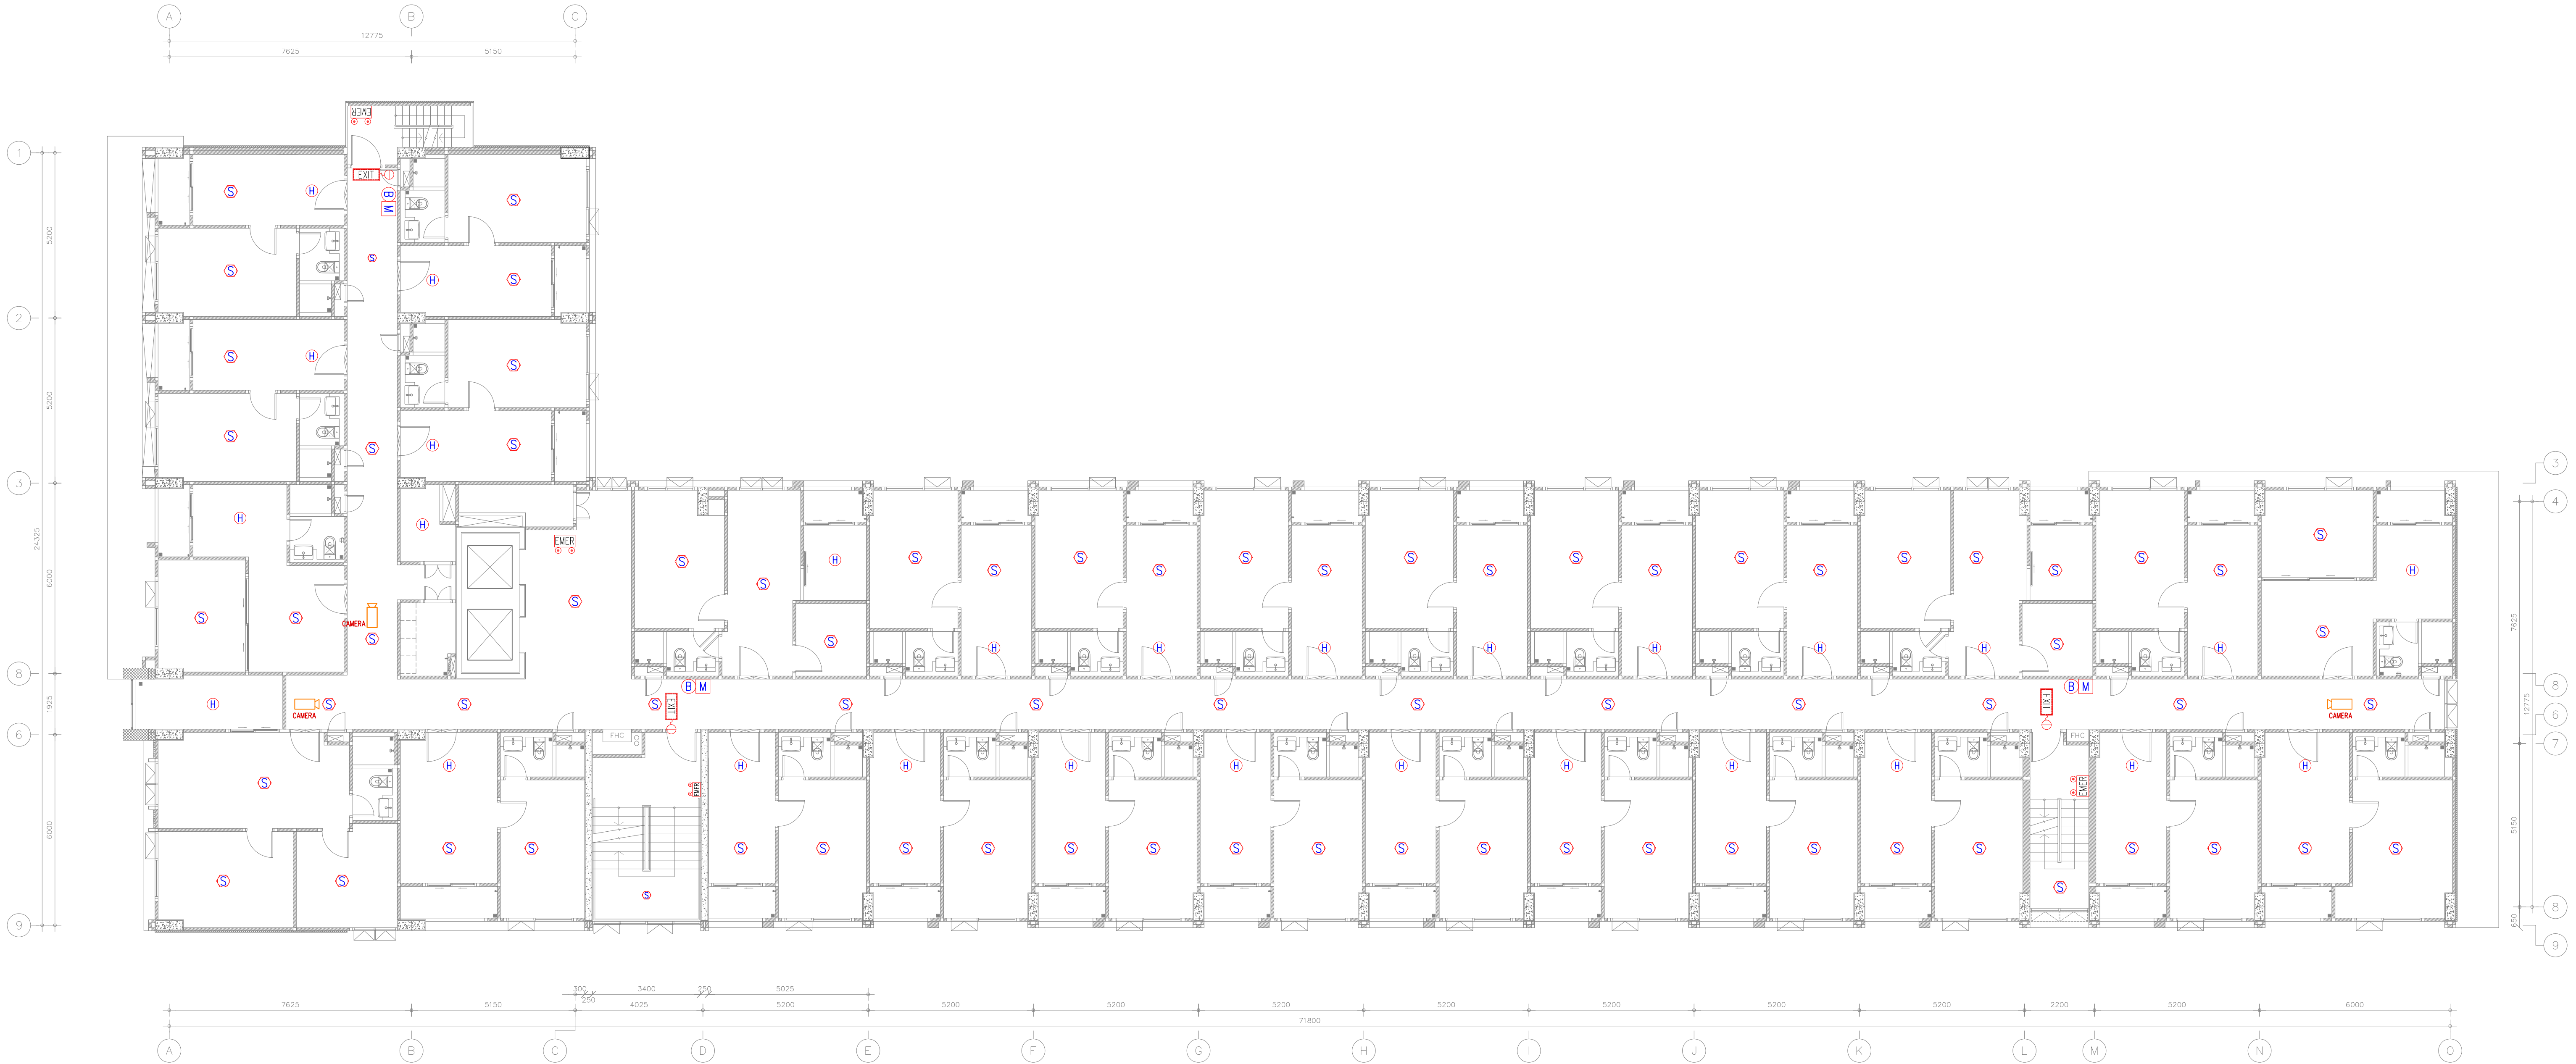 A B C
12775
7625 5150
EMER
1
EXIT
B
M
S H S
5200
S
S H S
2
S H S
5200
S H S
S
3 3
H H 4
EMER
S H S S S S S S S S S S H
S S S S S S S S S S
24325
6000
S S
CAMERA
S
S S S S
7625
H H H H H H H H
8 8
B M B M
H
CAMERA
S S S S S S S S S S S
EXIT EXIT
CAMERA
1925
12775
6 6
FHC FHC
7
H H H H H H H H H H H
S
EMER EMER
6000
5150
S S S S S S S S S S S S S S S S S S S S S S
S S
S S
8
650
9 9
300 3400 250 5025
250
7625 5150 4025 5200 5200 5200 5200 5200 5200 5200 5200 2200 5200 6000
71800
A B C D E F G H I J K L M N O